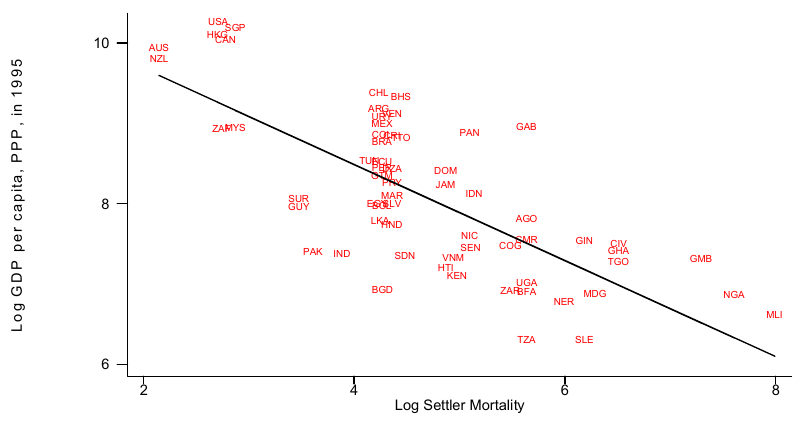 Log GDP per capita, PPP, in 1995
10
8
6
USA
SGP
HKG
CAN
AUS
NZL
CHL
BHS
ARG
VEN
URY
MEX
ZAF
MYS
GAB
PAN
COL
CRI
TTO
BRA
TUN
ECU
DZA
GTM
DOM
PRY
JAM
MAR
IDN
SUR
GUY
EGY
BOL
SLV
LKA
HND
AGO
NIC
CMR
GIN
CIV
COG
SEN
GHA
PAK
IND
SDN
VNM
TGO
GMB
HTI
KEN
UGA
BGD
ZAR
BFA
MDG
NGA
NER
MLI
TZA
SLE
2 4 6 8
Log Settler Mortality